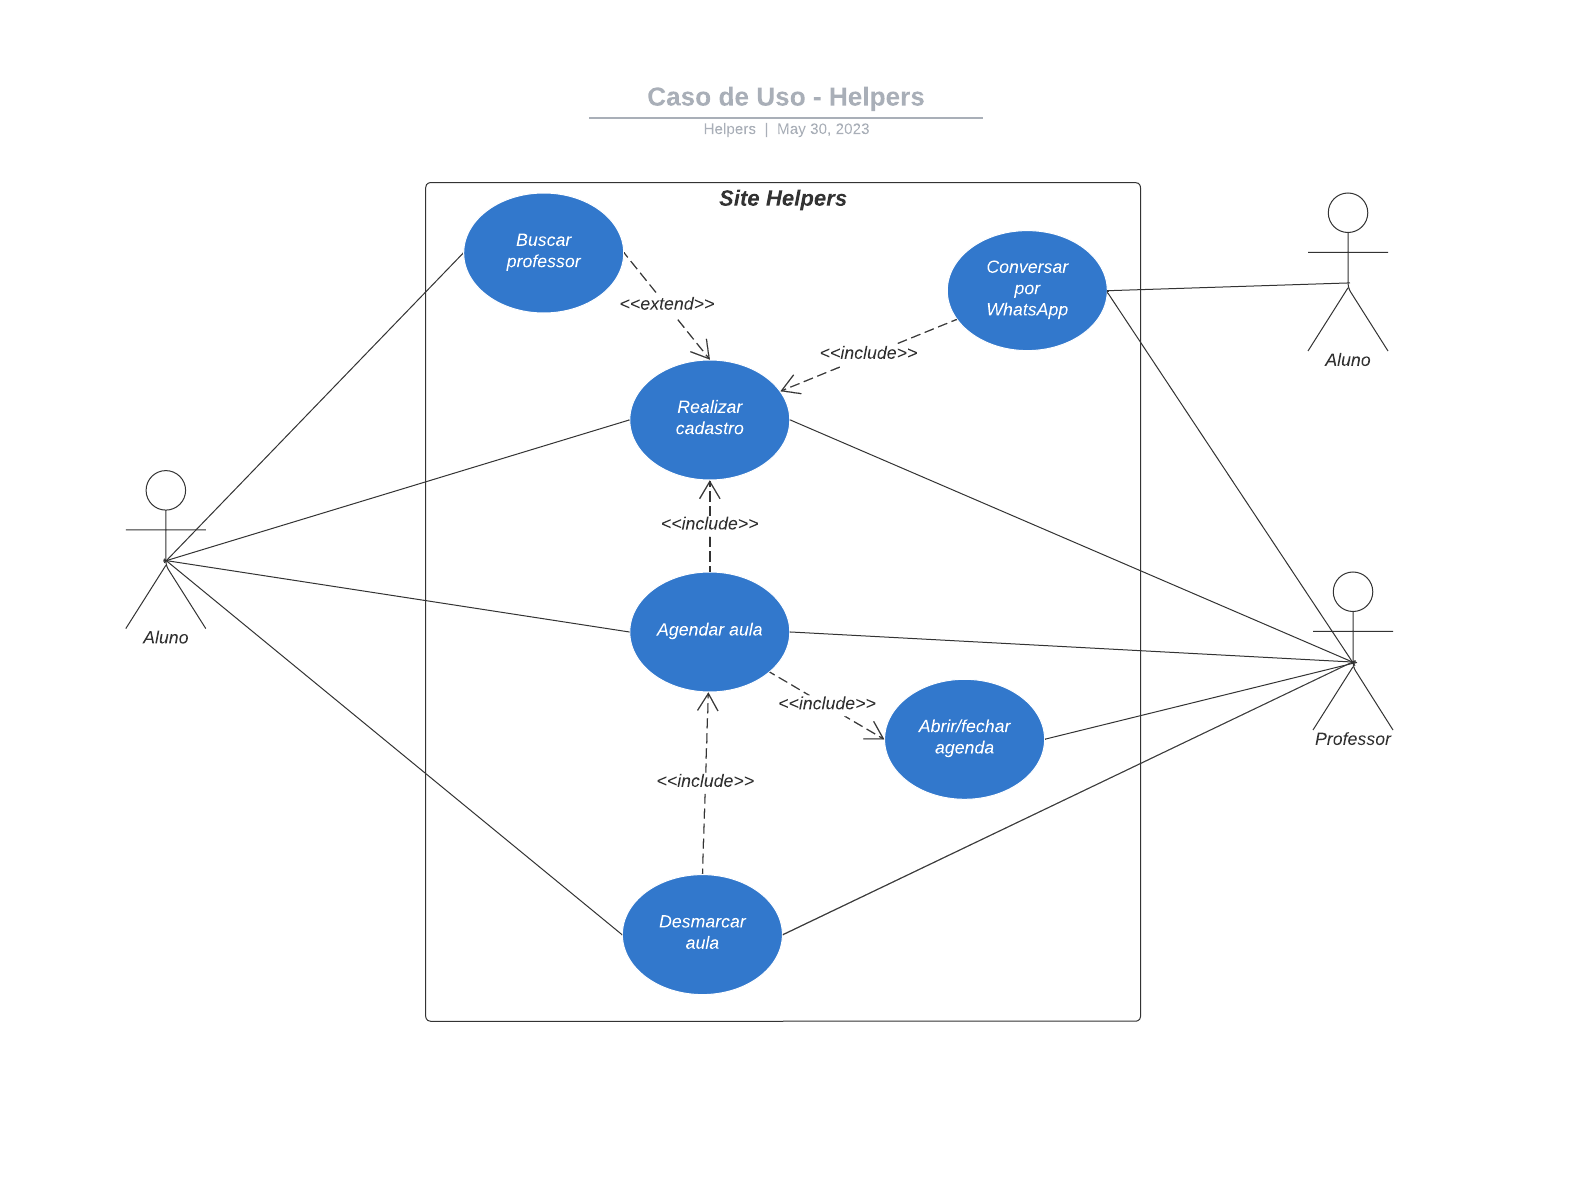 Caso de Uso - Helpers
Helpers | May 30, 2023
Site Helpers
Buscar
professor
Conversar
por
WhatsApp
<<extend>>
<<include>>
Aluno
Realizar
cadastro
<<include>>
Aluno
Agendar aula
<<include>>
Abrir/fechar
agenda
Professor
<<include>>
Desmarcar
aula